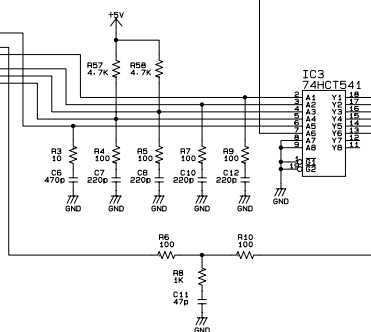 +5V
R57 R58
4.7K 4.7K
IC3
74HCT541
2 A1 Y1 18
3 A2 Y2 17
4 A3 Y3 16
5 A4 Y4 15
6 A5 Y5 14
7 A6 Y6 13
8 A7 Y7 12
9 A8 Y8 11
1 G1
19 G2
R3 R4 R5 R7 R9
10 100 100 100 100
C6 C7 C8 C10 C12
470p 220p 220p 220p 220p
GND GND GND GND GND GND
R6 R10
100 100
R8
1K
C11
47p
GND